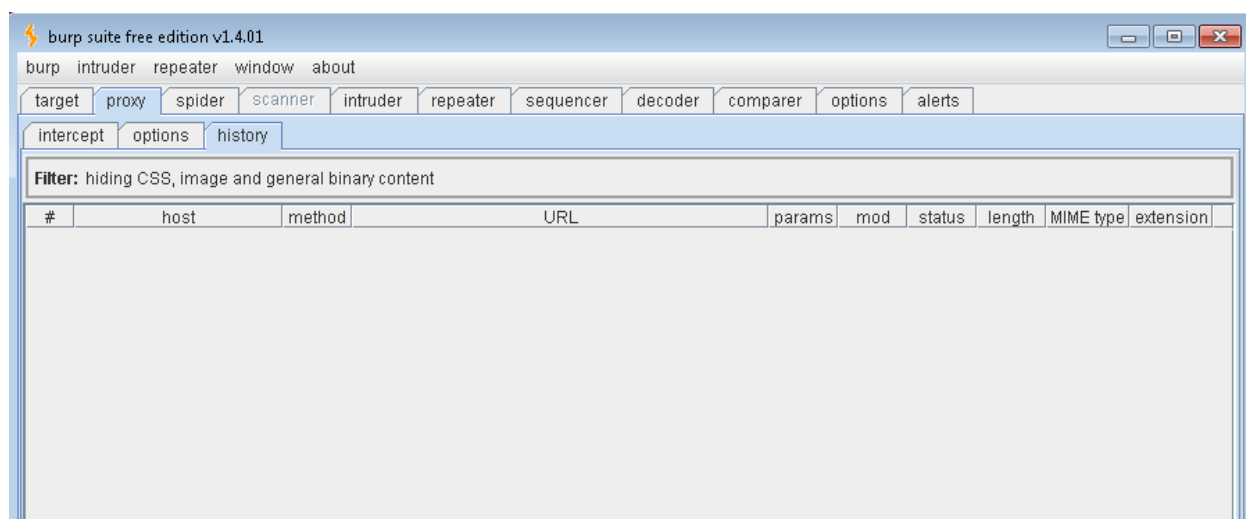 burp suite free edition v1.4.01
burp intruder repeater window about
target proxy spider scanner intruder repeater sequencer decoder comparer options alerts
intercept options history
Filter: hiding CSS, image and general binary content
# host method URL params mod status length MIME type extension